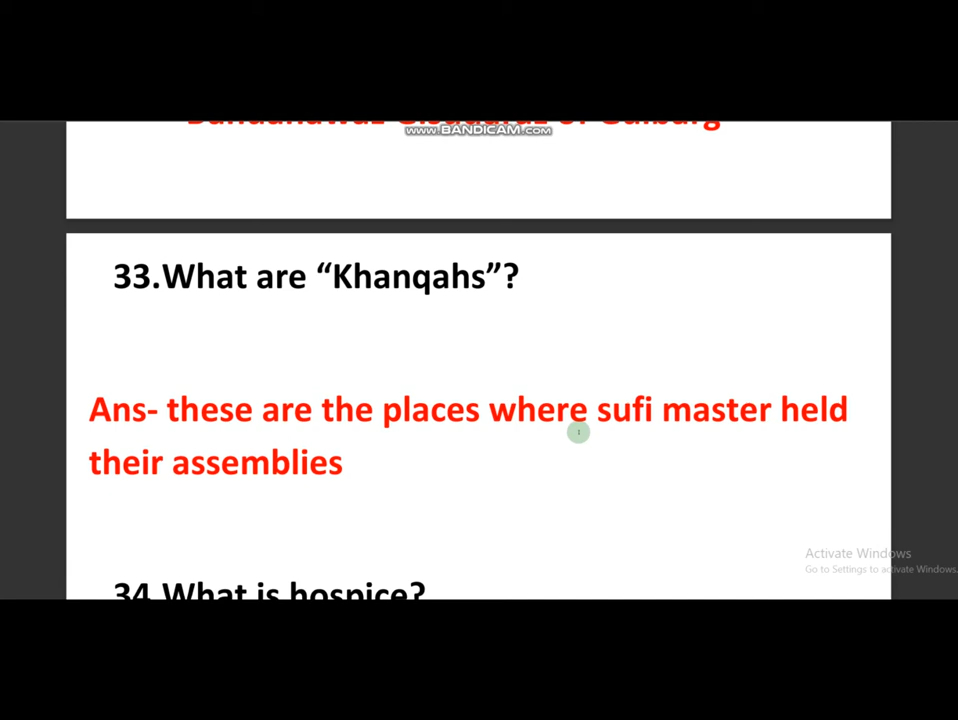 www.BANDICAM.com
33.What are “Khanqahs”?
Ans- these are the places where sufi master held
their assemblies
Activate Windows
Go to Settings to activate Windows.
34.What is hospice?